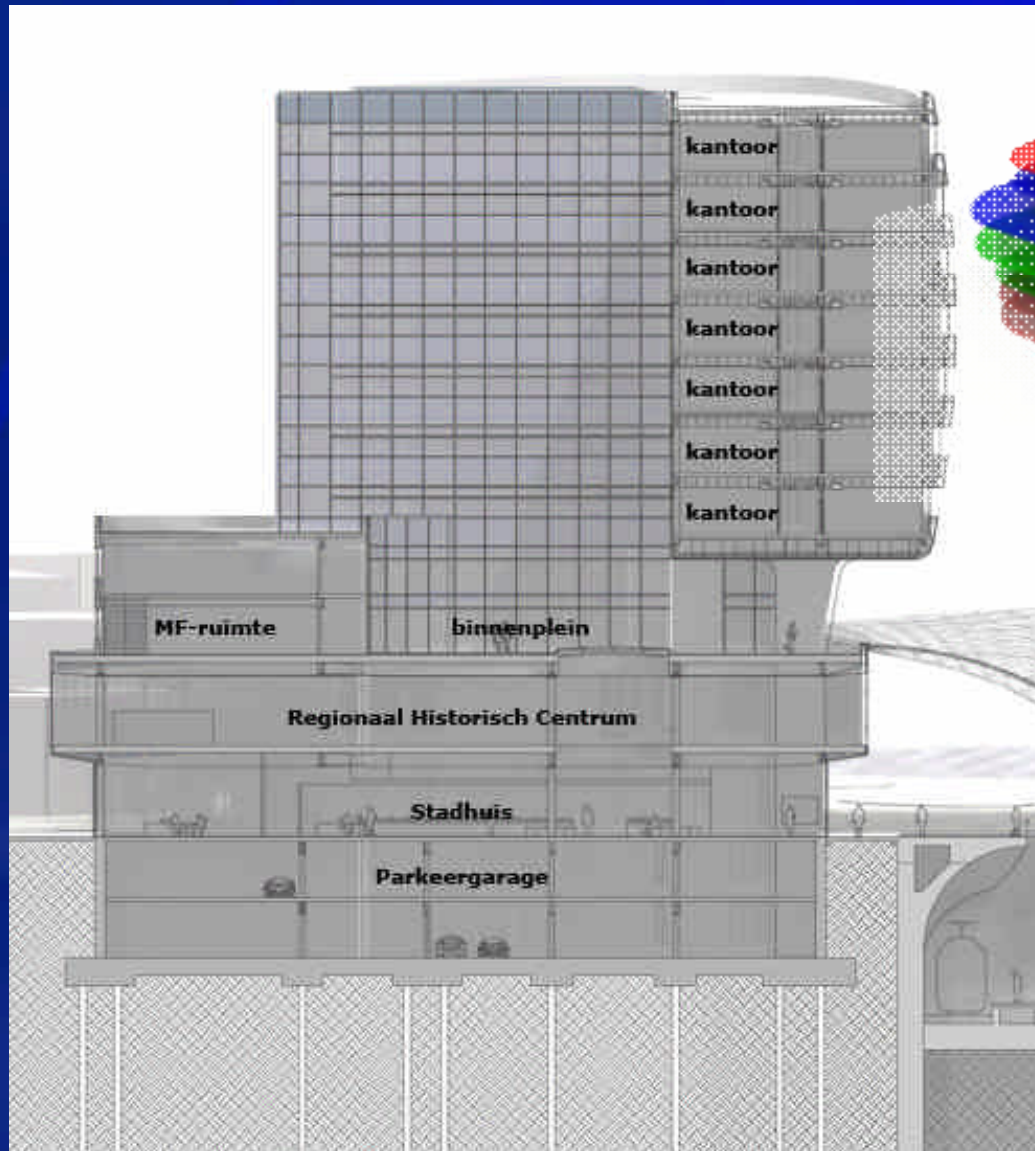 kantoor
kantoor
kantoor
kantoor
kantoor
kantoor
kantoor
MF-ruimte
binnenplein
Regionaal Historisch Centrum
Stadhuis
Parkeergarage